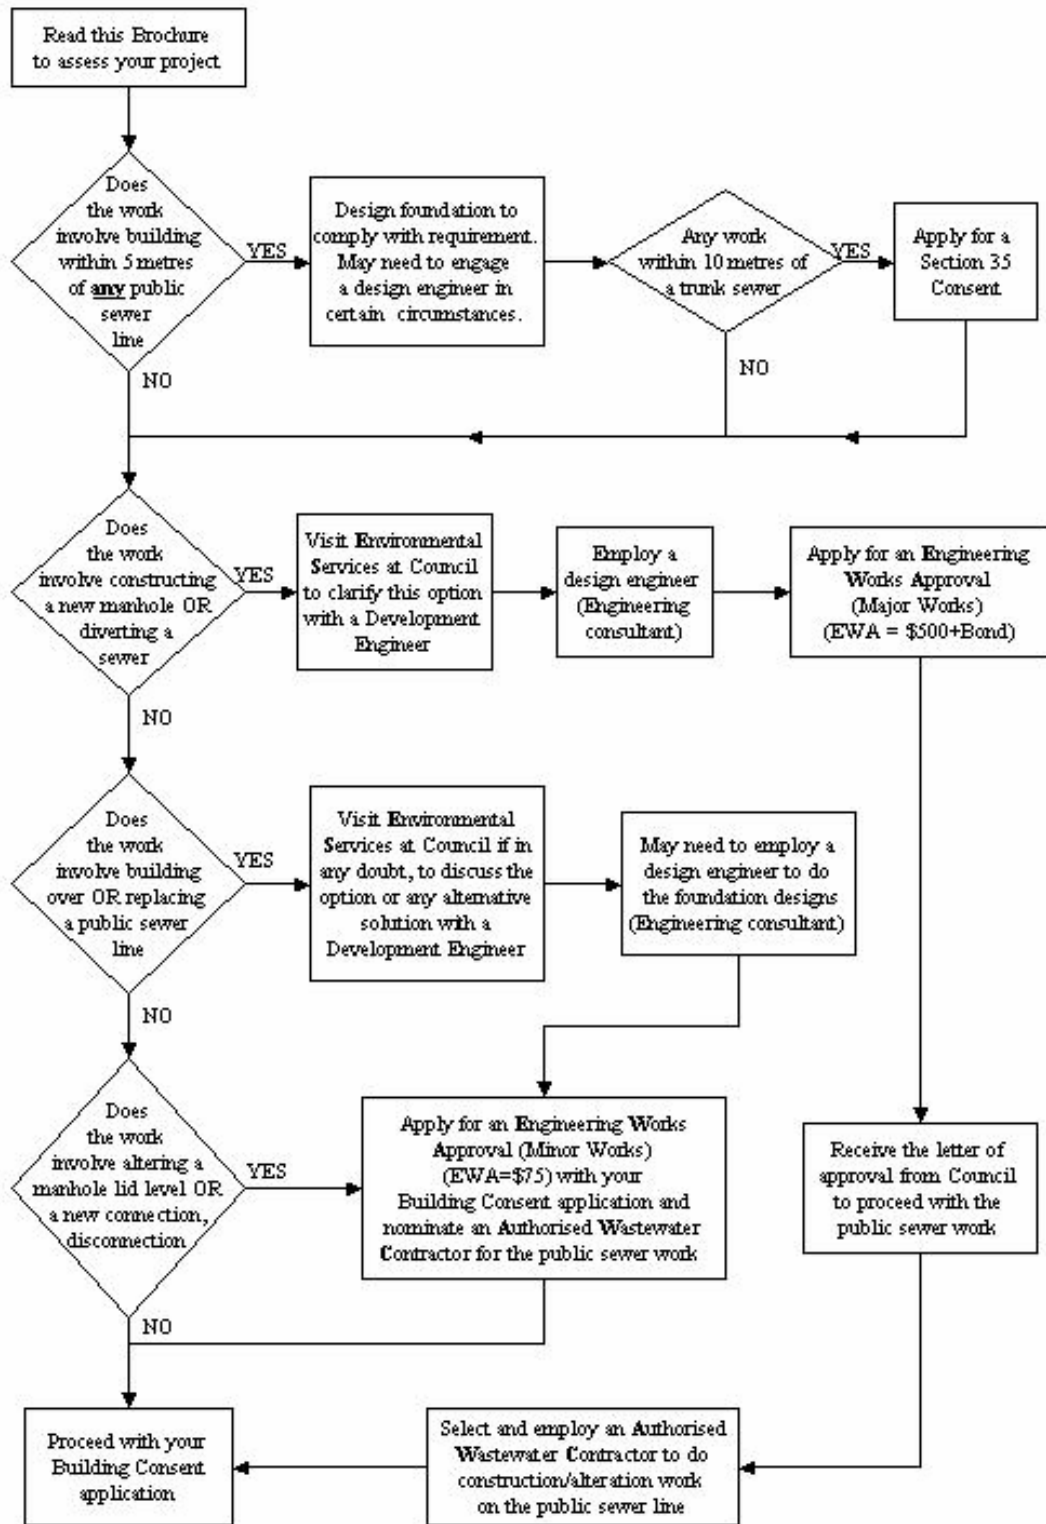 Read this Brochure
to assess your project
Does
the work
involve building
within 5 metres
of any public
sewer
line
YES
Design foundation to
comply with requirement.
May need to engage
a design engineer in
certain circumstances.
Any work
within 10 metres of
a trunk sewer
YES
Apply for a
Section 35
Consent
NO
NO
Does
the work
involve constructing
a new manhole OR
diverting a
sewer
YES
Visit Environmental
Services at Council
to clarify this option
with a Development
Engineer
Employ a
design engineer
(Engineering
consultant)
Apply for an Engineering
Works Approval
(Major Works)
(EWA = $500+Bond)
NO
Does
the work
involve building
over OR replacing
a public sewer
line
YES
Visit Environmental
Services at Council if in
any doubt, to discuss the
option or any alternative
solution with a
Development Engineer
May need to employ a
design engineer to do
the foundation designs
(Engineering consultant)
NO
Does
the work
involve altering a
manhole lid level OR
a new connection,
disconnection
YES
Apply for an Engineering Works
Approval (Minor Works)
(EWA=$75) with your
Building Consent application and
nominate an Authorised Wastewater
Contractor for the public sewer work
Receive the letter of
approval from Council
to proceed with the
public sewer work
NO
Proceed with your
Building Consent
application
Select and employ an Authorised
Wastewater Contractor to do
construction/alteration work
on the public sewer line